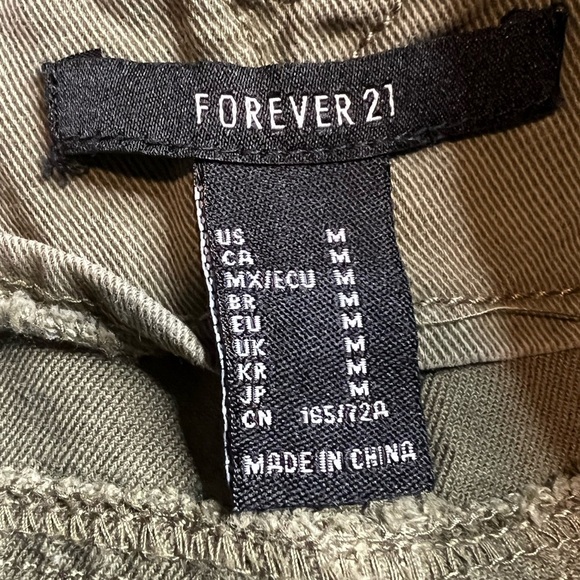 FOREVER 21
US M
CA M
MX/ECU M
BR M
EU M
UK M
KR M
JP M
CN 165/72A
MADE IN CHINA